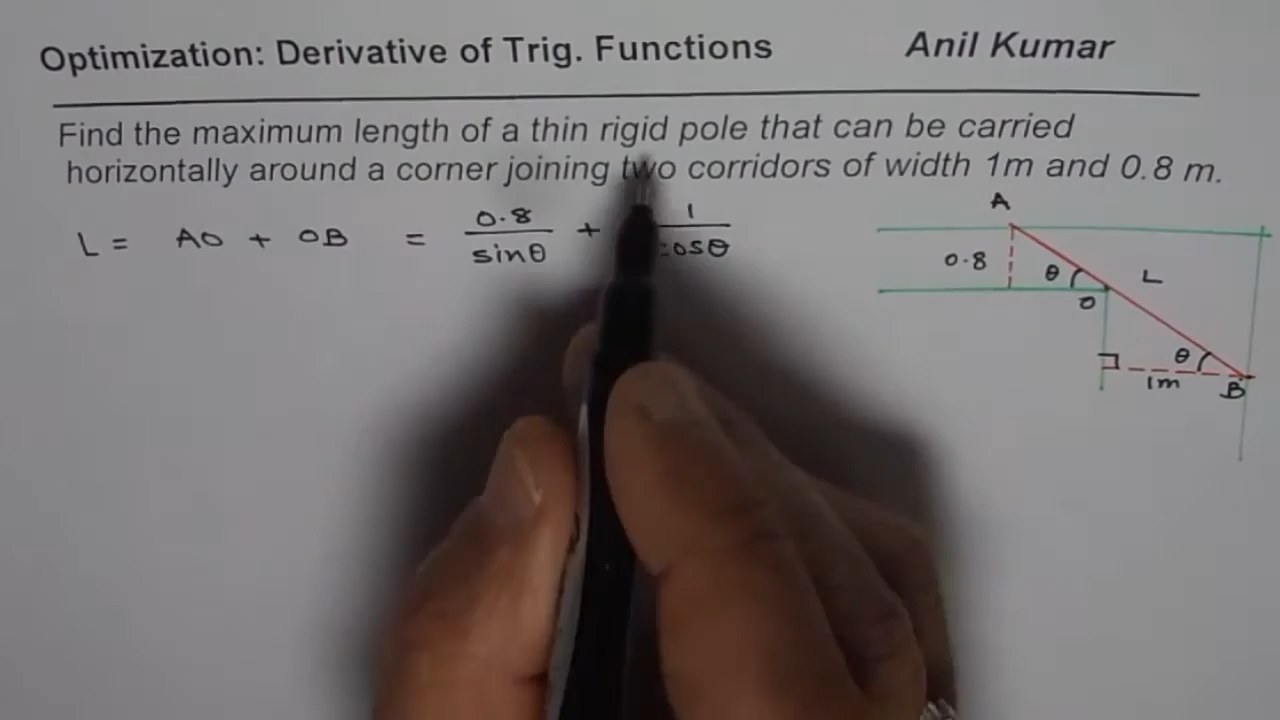 Optimization: Derivative of Trig. Functions Anil Kumar
Find the maximum length of a thin rigid pole that can be carried
horizontally around a corner joining two corridors of width 1m and 0.8 m.
L = AO + OB = 0.8/sinθ + 1/cosθ
A
0.8
θ
L
O
θ
1m
B